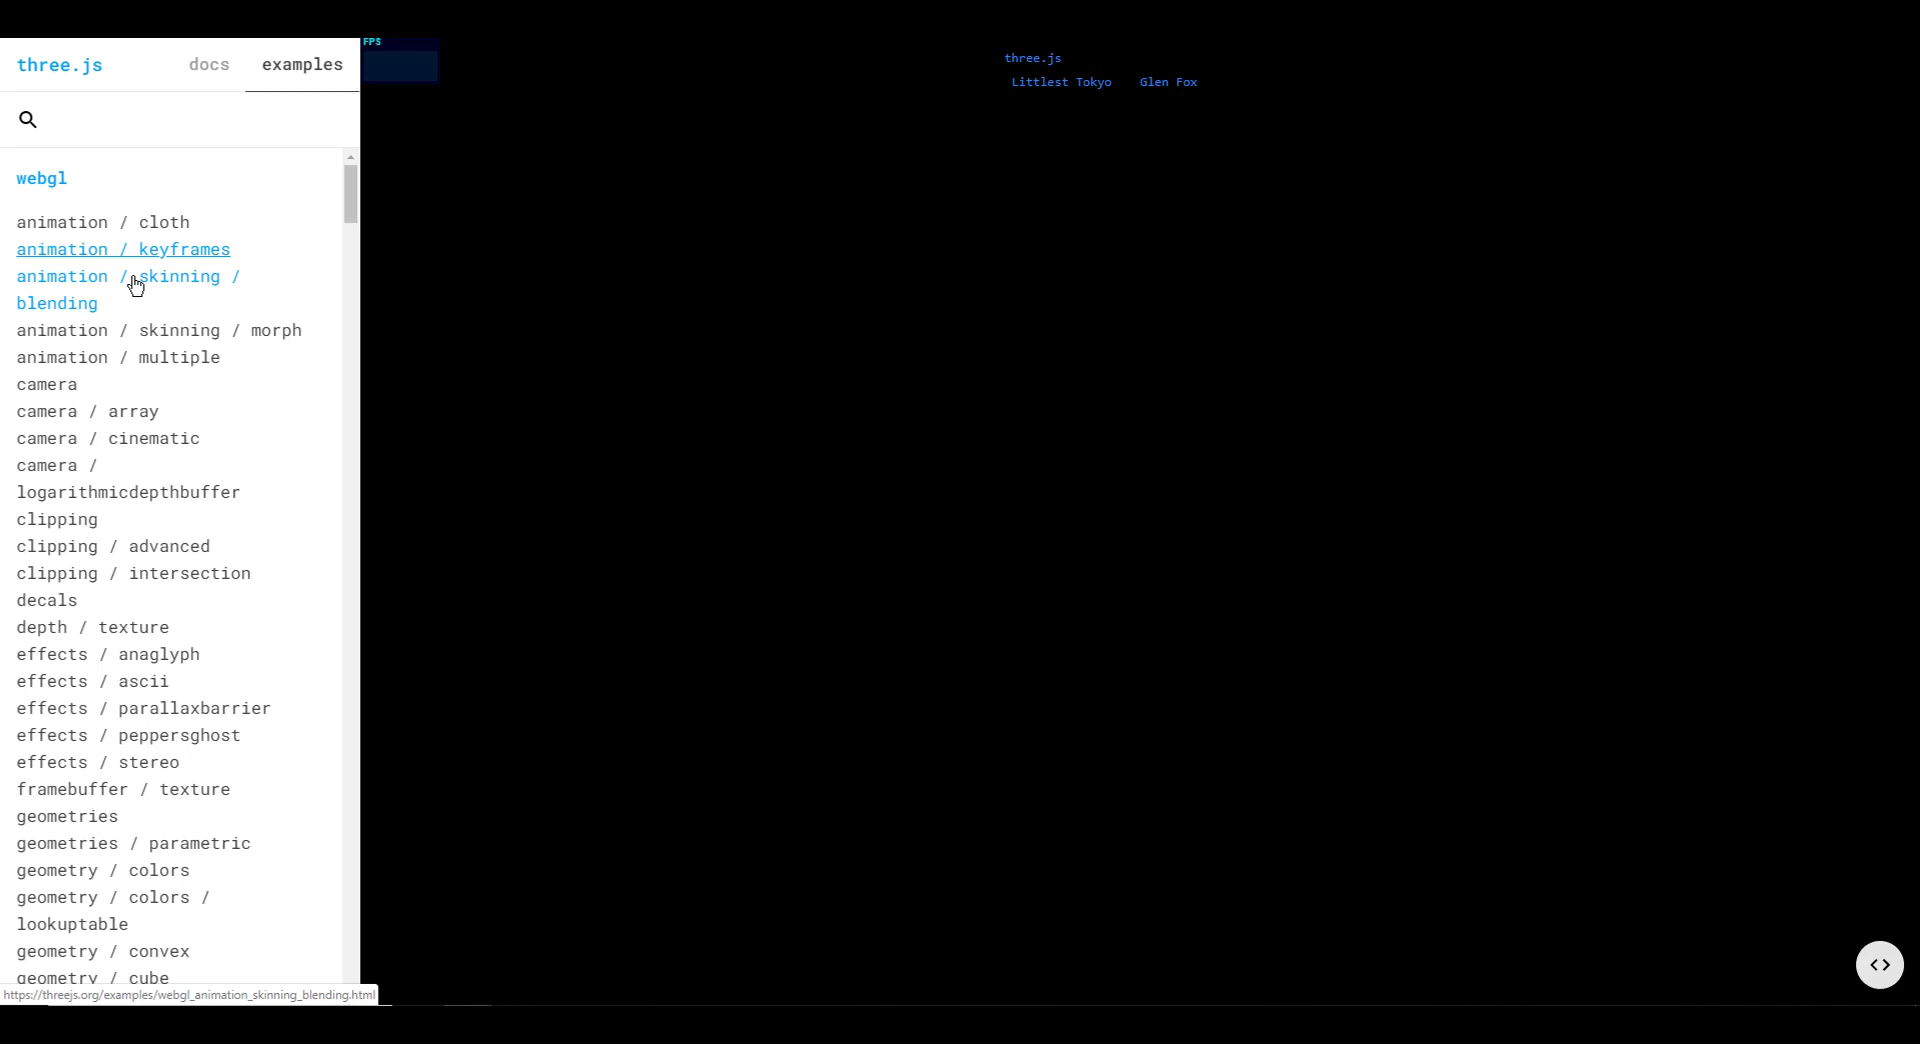 three.js docs examples
webgl
animation / cloth
animation / keyframes
animation / skinning /
blending
animation / skinning / morph
animation / multiple
camera
camera / array
camera / cinematic
camera /
logarithmicdepthbuffer
clipping
clipping / advanced
clipping / intersection
decals
depth / texture
effects / anaglyph
effects / ascii
effects / parallaxbarrier
effects / peppersghost
effects / stereo
framebuffer / texture
geometries
geometries / parametric
geometry / colors
geometry / colors /
lookuptable
geometry / convex
geometry / cube
https://threejs.org/examples/webgl_animation_skinning_blending.html
FPS
three.js
Littlest Tokyo Glen Fox
<>